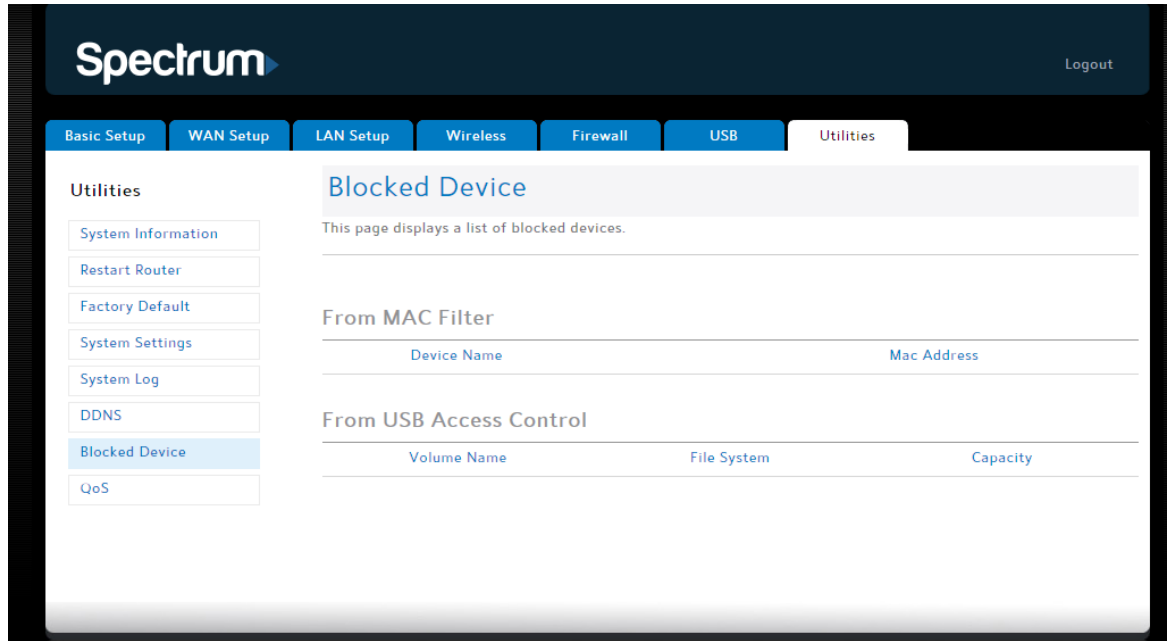 Spectrum
Logout
Basic Setup WAN Setup LAN Setup Wireless Firewall USB Utilities
Utilities
System Information
Restart Router
Factory Default
System Settings
System Log
DDNS
Blocked Device
QoS
Blocked Device
This page displays a list of blocked devices.
From MAC Filter
Device Name Mac Address
From USB Access Control
Volume Name File System Capacity